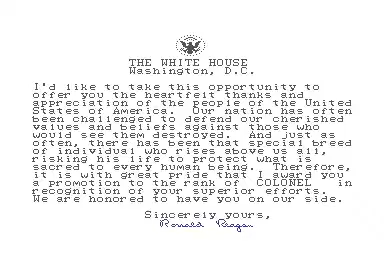 THE WHITE HOUSE
Washington, D.C.
I'd like to take this opportunity to
offer you the heartfelt thanks and
appreciation of the people of the United
States of America.  Our nation has often
been challenged to defend our cherished
values and beliefs against those who
would see them destroyed.  And just as
often, there has been that special breed
of individual who rises above us all,
risking his life to protect what is
sacred to every human being.  Therefore,
it is with great pride that I award you
a promotion to the rank of  COLONEL  in
recognition of your superior efforts.
We are honored to have you on our side.
Sincerely yours,
Ronald Reagan